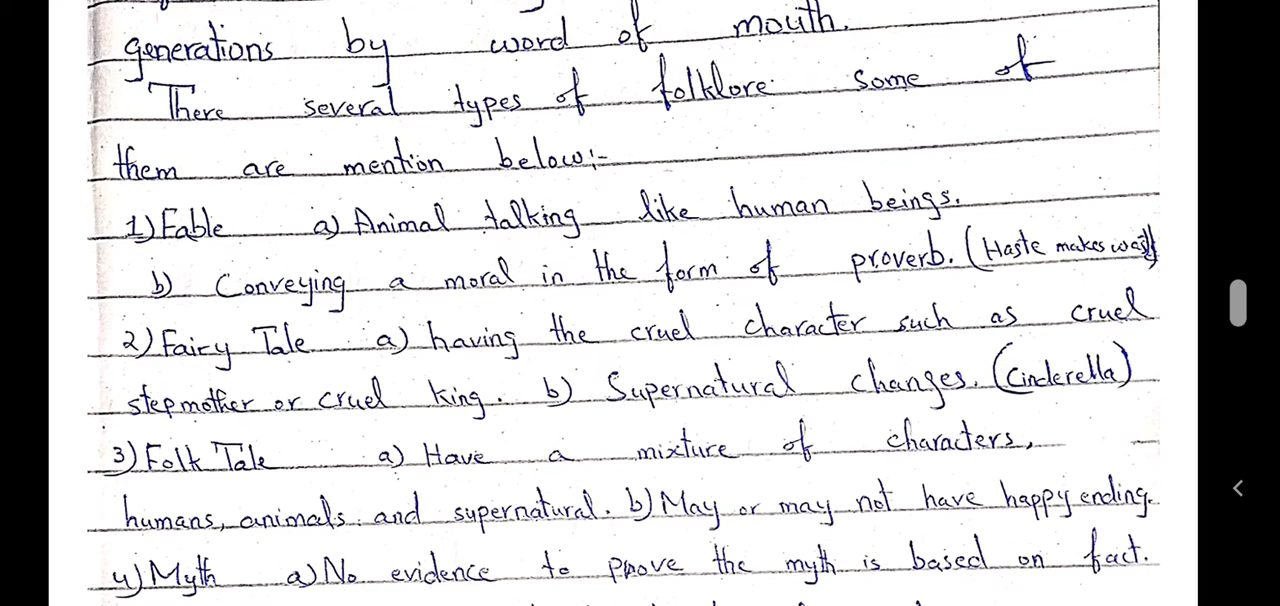 generations by word of mouth.
There several types of folklore some of
them are mention below:-
1) Fable a) Animal talking like human beings.
b) Conveying a moral in the form of proverb. (Haste makes
2) Fairy Tale a) having the cruel character such as cruel
stepmother or cruel king. b) Supernatural changes. (Cinderella)
3) Folk Tale a) Have a mixture of characters,
humans, animals and supernatural. b) May or may not have happy ending.
4) Myth a) No evidence to prove the myth is based on fact.